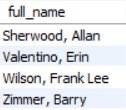 full_name
Sherwood, Allan
Valentino, Erin
Wilson, Frank Lee
Zimmer, Barry